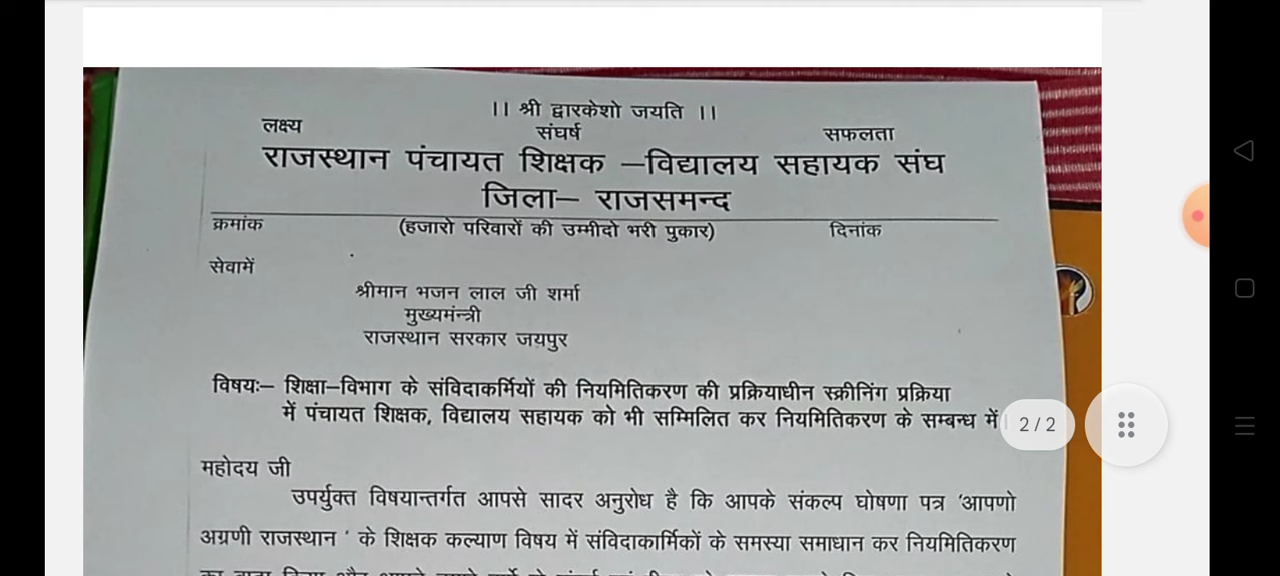 ।। श्री द्वारकेशो जयति ।।
लक्ष्य संघर्ष सफलता
राजस्थान पंचायत शिक्षक –विद्यालय सहायक संघ
जिला– राजसमन्द
क्रमांक (हजारो परिवारों की उम्मीदो भरी पुकार) दिनांक
सेवामें
श्रीमान भजन लाल जी शर्मा
मुख्यमंन्त्री
राजस्थान सरकार जयपुर
विषयः– शिक्षा–विभाग के संविदाकर्मियों की नियमितिकरण की प्रक्रियाधीन स्क्रीनिंग प्रक्रिया
में पंचायत शिक्षक, विद्यालय सहायक को भी सम्मिलित कर नियमितिकरण के सम्बन्ध में
2 / 2
महोदय जी
उपर्युक्त विषयान्तर्गत आपसे सादर अनुरोध है कि आपके संकल्प घोषणा पत्र 'आपणो
अग्रणी राजस्थान ' के शिक्षक कल्याण विषय में संविदाकार्मिकों के समस्या समाधान कर नियमितिकरण